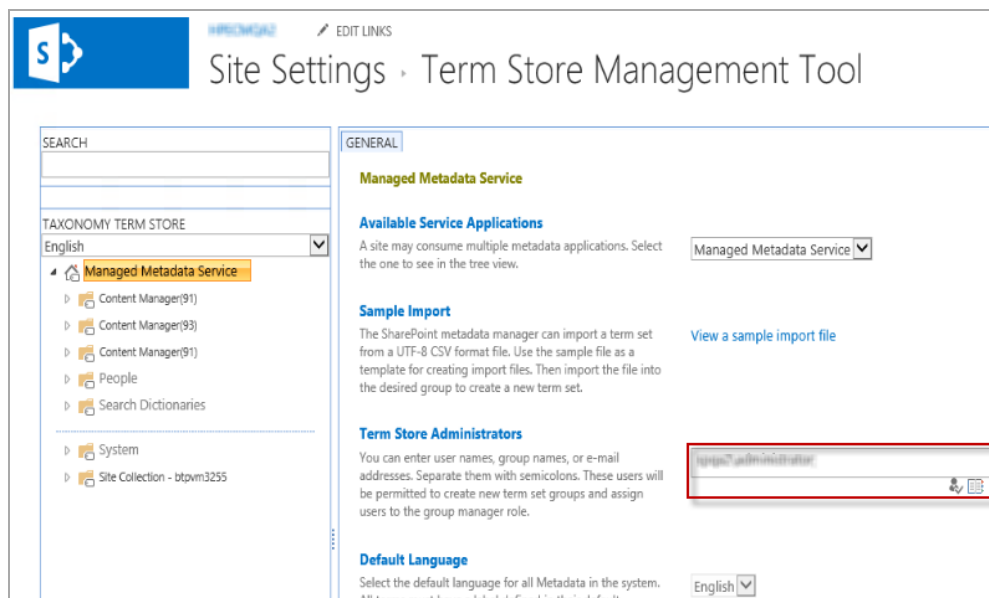 EDIT LINKS
Site Settings › Term Store Management Tool
SEARCH
TAXONOMY TERM STORE
English
Managed Metadata Service
Content Manager(91)
Content Manager(93)
Content Manager(91)
People
Search Dictionaries
System
Site Collection - btpvm3255
GENERAL
Managed Metadata Service
Available Service Applications
A site may consume multiple metadata applications. Select
the one to see in the tree view.
Managed Metadata Service
Sample Import
The SharePoint metadata manager can import a term set
from a UTF-8 CSV format file. Use the sample file as a
template for creating import files. Then import the file into
the desired group to create a new term set.
View a sample import file
Term Store Administrators
You can enter user names, group names, or e-mail
addresses. Separate them with semicolons. These users will
be permitted to create new term set groups and assign
users to the group manager role.
Default Language
Select the default language for all Metadata in the system.
English